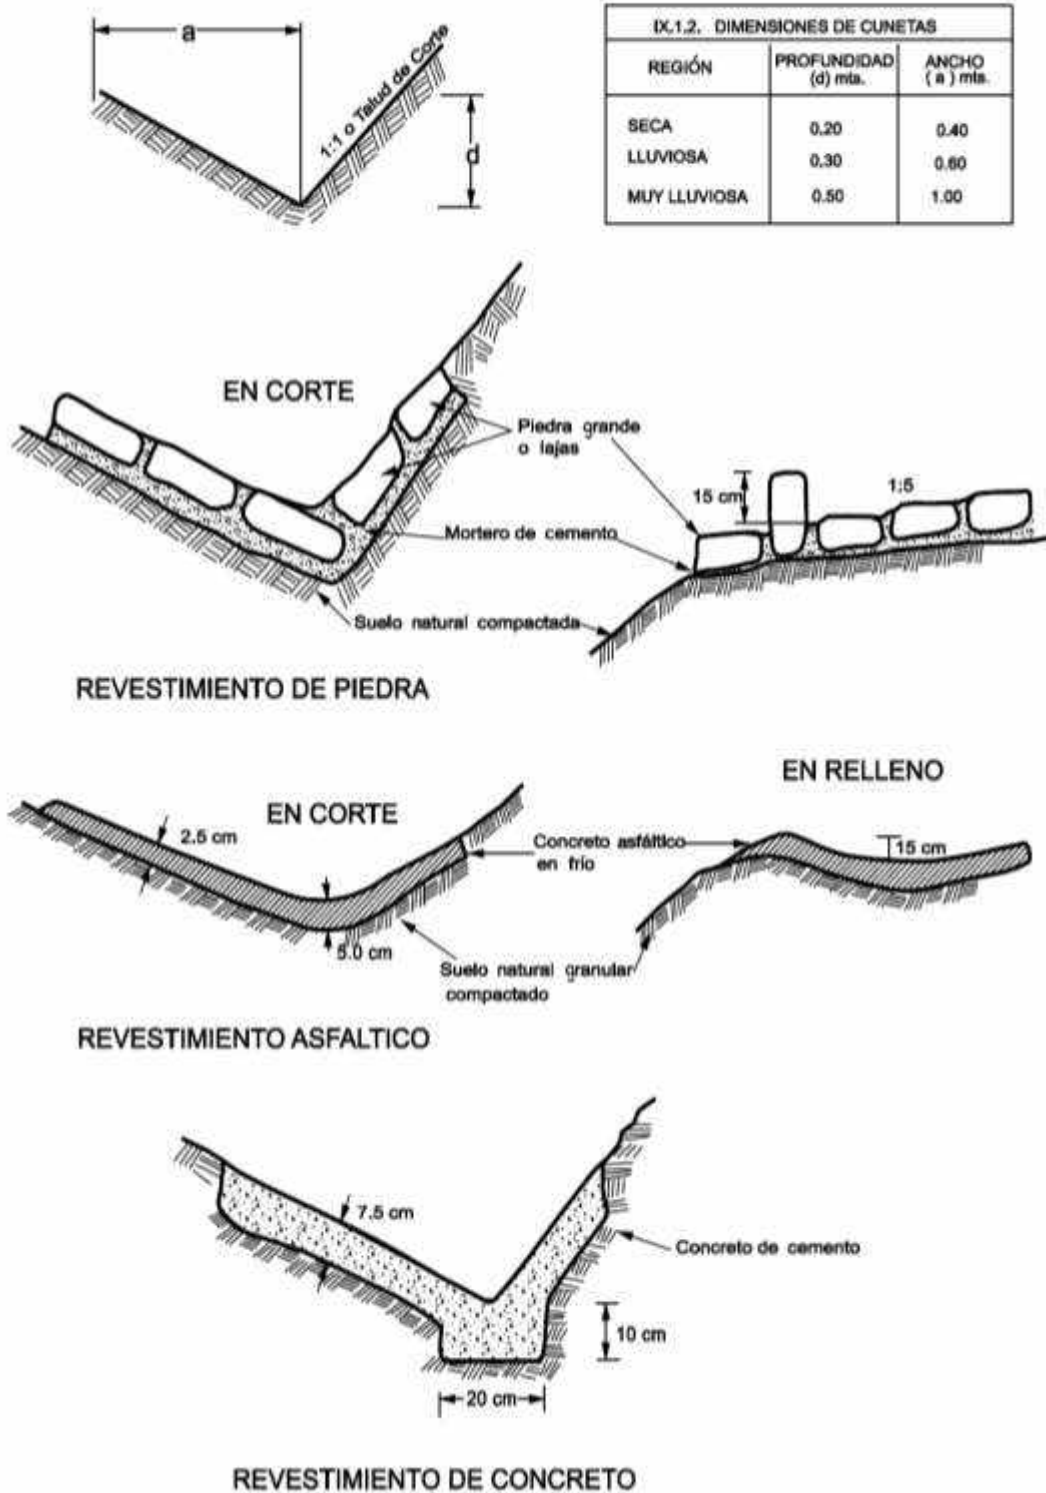 a
1:1 o Talud de Corte
d
IX.1.2. DIMENSIONES DE CUNETAS
REGIÓN PROFUNDIDAD (d) mts. ANCHO ( a ) mts.
SECA 0.20 0.40
LLUVIOSA 0.30 0.60
MUY LLUVIOSA 0.50 1.00
EN CORTE
Piedra grande
o lajas
15 cm
1:5
Mortero de cemento
Suelo natural compactada
REVESTIMIENTO DE PIEDRA
EN RELLENO
EN CORTE
2.5 cm
Concreto asfáltico
en frío
15 cm
5.0 cm
Suelo natural granular
compactado
REVESTIMIENTO ASFALTICO
7.5 cm
Concreto de cemento
10 cm
20 cm
REVESTIMIENTO DE CONCRETO